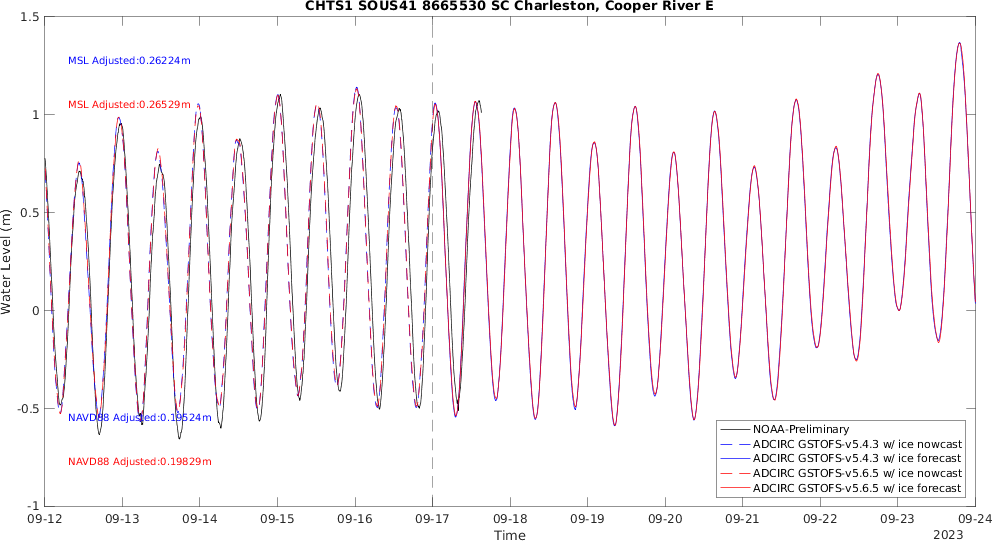 CHTS1 SOUS41 8665530 SC Charleston, Cooper River E
1.5
1
0.5
0
-0.5
-1
Water Level (m)
MSL Adjusted:0.26224m
MSL Adjusted:0.26529m
NAVD88 Adjusted:0.19524m
NAVD88 Adjusted:0.19829m
NOAA-Preliminary
ADCIRC GSTOFS-v5.4.3 w/ ice nowcast
ADCIRC GSTOFS-v5.4.3 w/ ice forecast
ADCIRC GSTOFS-v5.6.5 w/ ice nowcast
ADCIRC GSTOFS-v5.6.5 w/ ice forecast
09-12 09-13 09-14 09-15 09-16 09-17 09-18 09-19 09-20 09-21 09-22 09-23 09-24
Time
2023